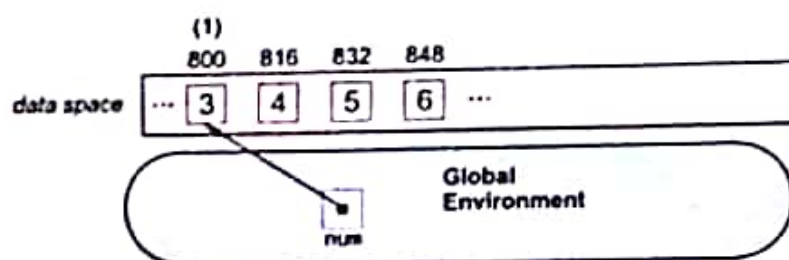 (1)
800 816 832 848
data space ... 3 4 5 6 ...
Global
Environment
num